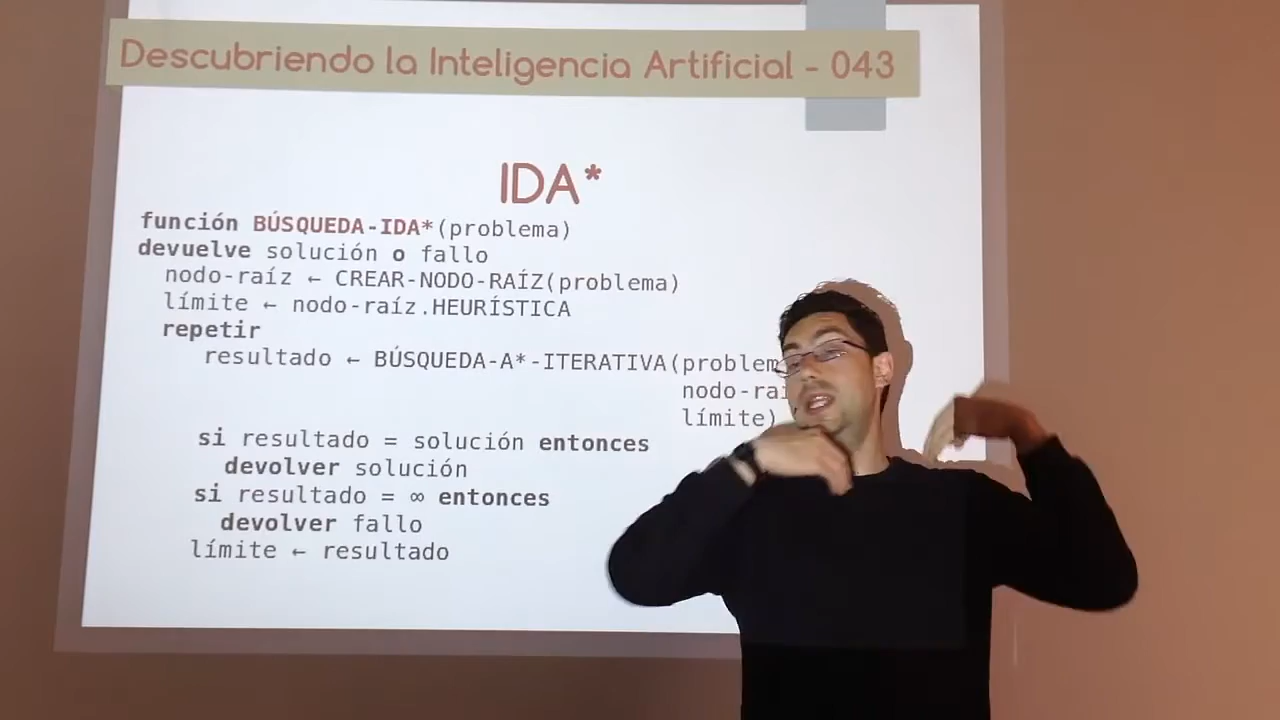 Descubriendo la Inteligencia Artificial - 043
IDA*
función BÚSQUEDA-IDA*(problema)
devuelve solución o fallo
nodo-raíz ← CREAR-NODO-RAÍZ(problema)
límite ← nodo-raíz.HEURÍSTICA
repetir
resultado ← BÚSQUEDA-A*-ITERATIVA(
límite)
si resultado = solución entonces
devolver solución
si resultado = ∞ entonces
devolver fallo
límite ← resultado